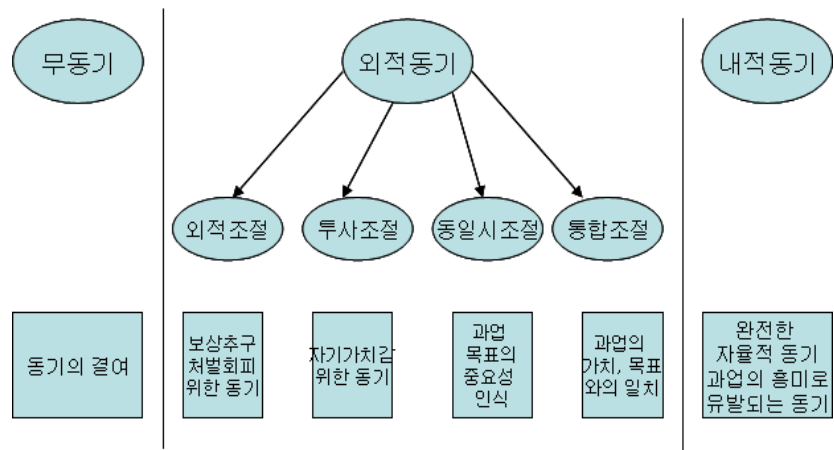 무동기
외적동기
내적동기
외적조절
투사조절
동일시조절
통합조절
동기의 결여
보상추구
처벌회피
위한 동기
자기가치감
위한 동기
과업
목표의
중요성
인식
과업의
가치, 목표
와의 일치
완전한
자율적 동기
과업의 흥미로
유발되는 동기